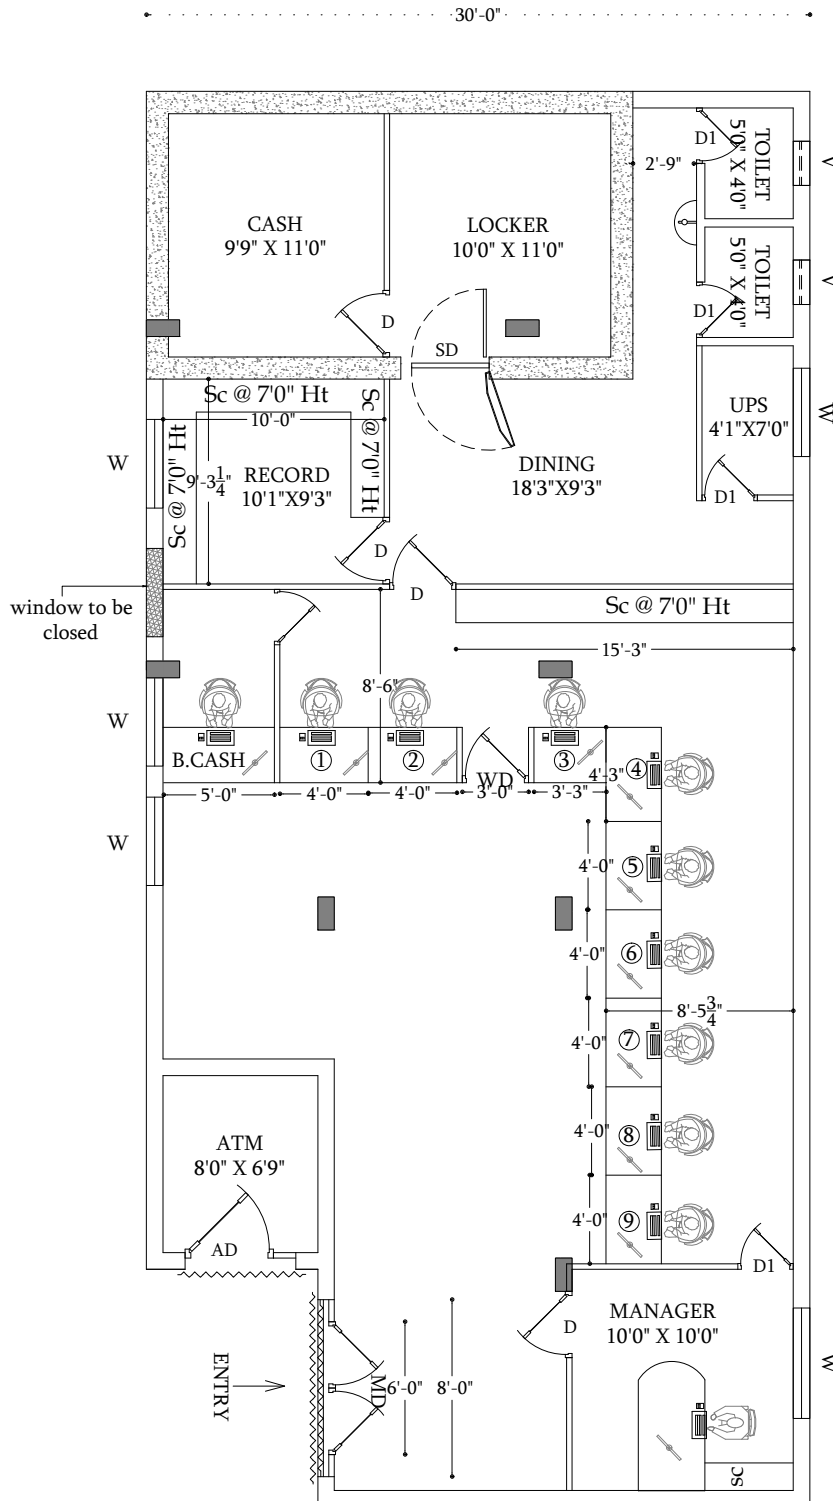 30'-0"
TOILET
5'0" X 4'0"
D1
2'-9"
V
CASH
9'9" X 11'0"
LOCKER
10'0" X 11'0"
TOILET
5'0" X 4'0"
D1
V
D
SD
Sc @ 7'0" Ht
Sc @ 7'0" Ht
Sc @ 7'0" Ht
10'-0"
9'-3 1/4"
W
RECORD
10'1"X9'3"
DINING
18'3"X9'3"
UPS
4'1"X7'0"
W
D1
D
D
window to be
closed
Sc @ 7'0" Ht
15'-3"
8'-6"
W
B.CASH
1
2
WD
3
4
4'-3"
5'-0"
4'-0"
4'-0"
3'-0"
3'-3"
W
4'-0"
5
4'-0"
6
8'-5 3/4"
4'-0"
7
4'-0"
8
4'-0"
9
ATM
8'0" X 6'9"
AD
D1
MANAGER
10'0" X 10'0"
D
W
ENTRY
MD
6'-0"
8'-0"
SC